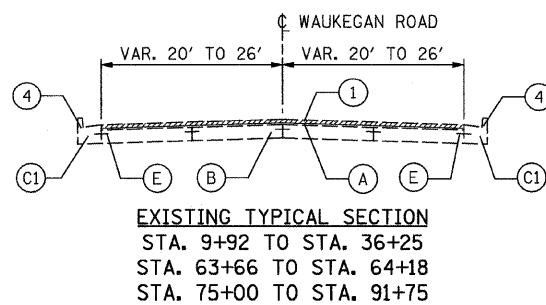 ℄ WAUKEGAN ROAD
VAR. 20' TO 26' VAR. 20' TO 26'
4 1 4
C1 E B A E C1
EXISTING TYPICAL SECTION
STA. 9+92 TO STA. 36+25
STA. 63+66 TO STA. 64+18
STA. 75+00 TO STA. 91+75